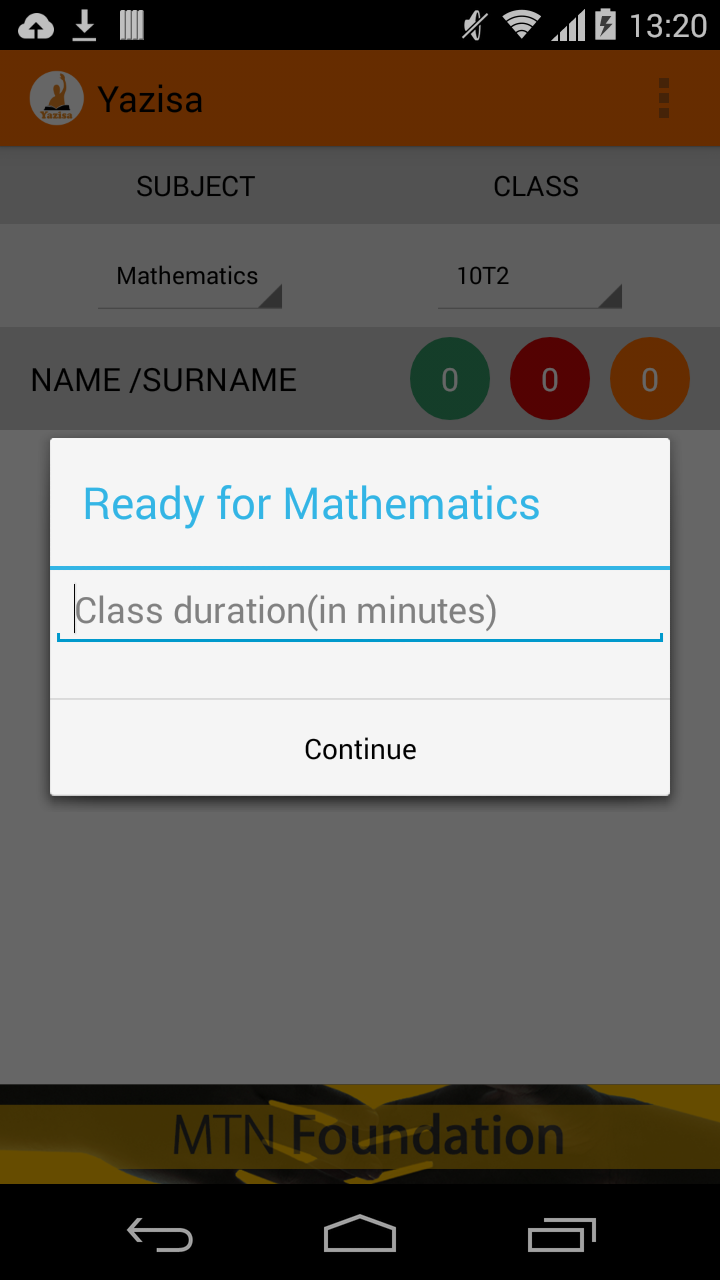 13:20
Yazisa
Yazisa
SUBJECT CLASS
Mathematics 10T2
NAME /SURNAME 0 0 0
Ready for Mathematics
Class duration(in minutes)
Continue
MTN Foundation